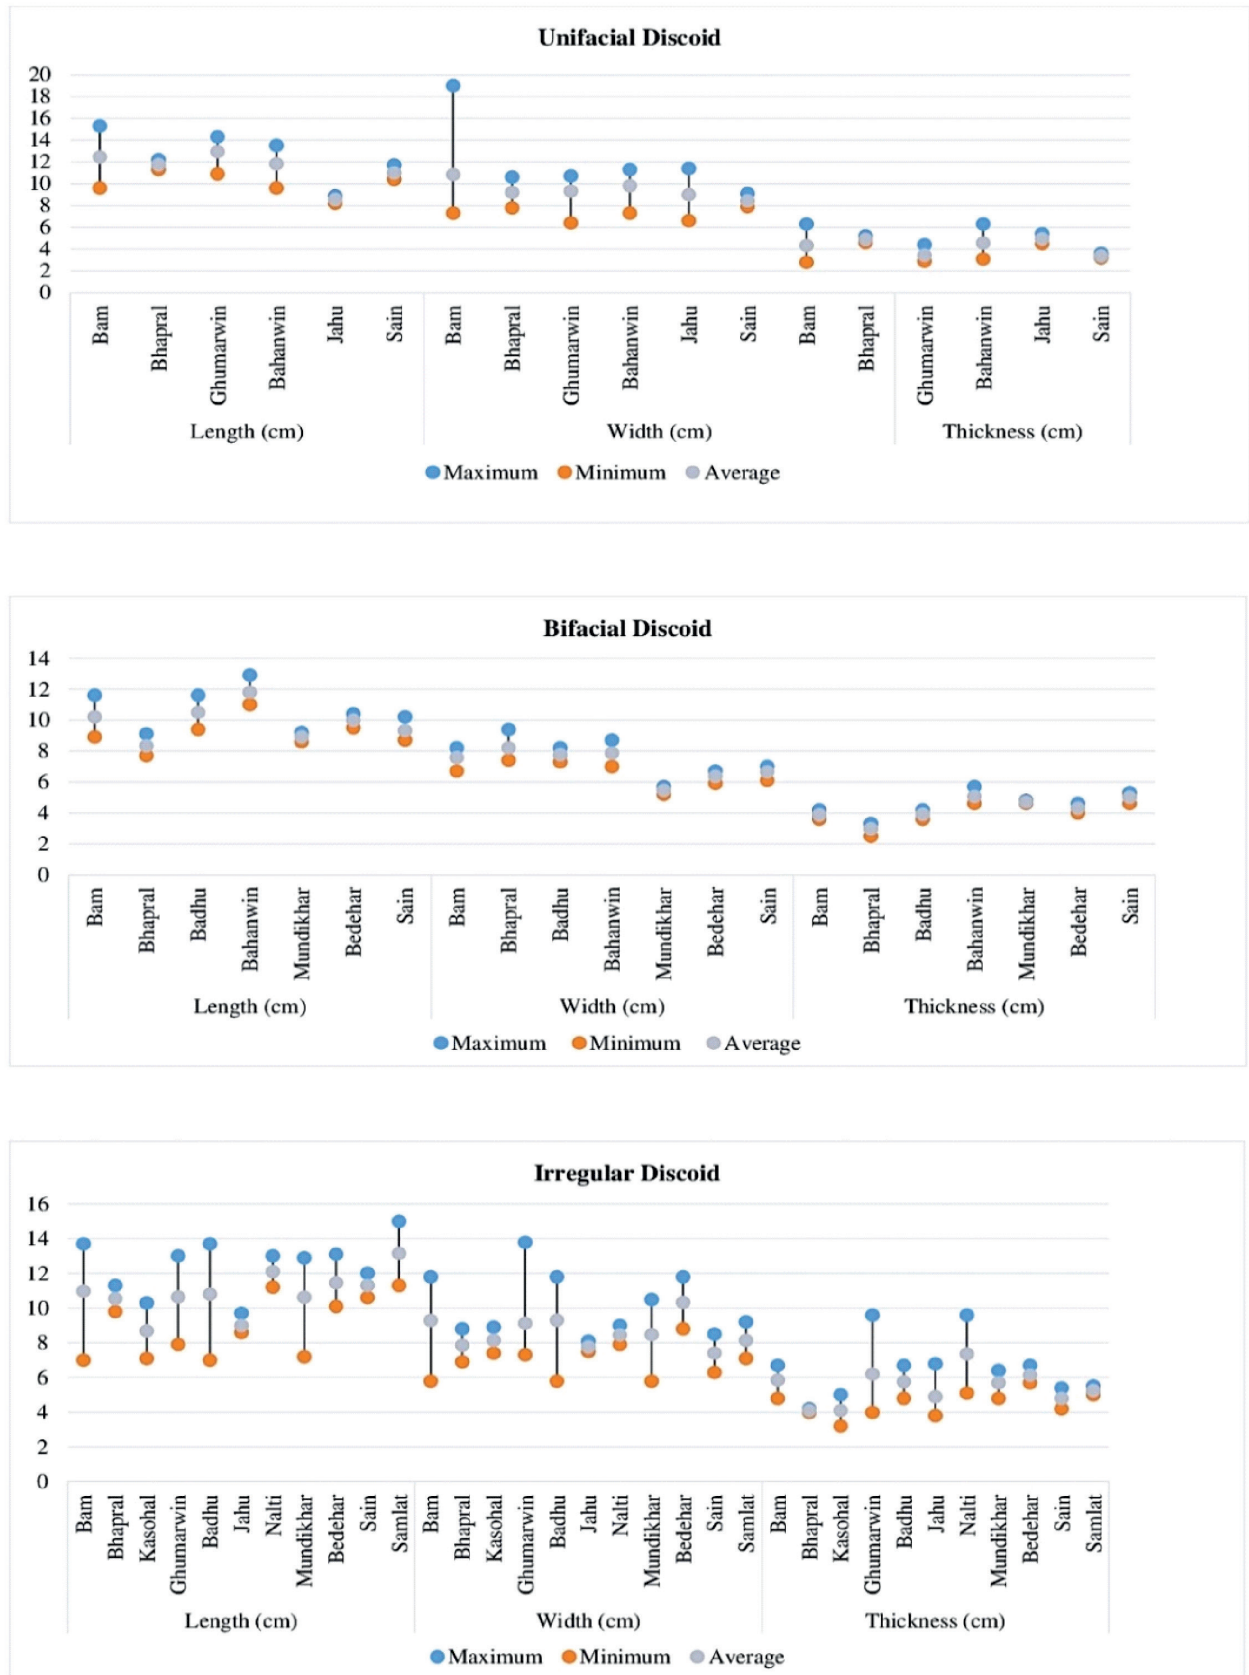 Unifacial Discoid
20
18
16
14
12
10
8
6
4
2
0
Bam Bhapral Ghumarwin Bahanwin Jahu Sain Bam Bhapral Ghumarwin Bahanwin Jahu Sain Bam Bhapral Ghumarwin Bahanwin Jahu Sain
Length (cm) Width (cm) Thickness (cm)
Maximum Minimum Average
Bifacial Discoid
14
12
10
8
6
4
2
0
Bam Bhapral Badhu Bahanwin Mundikhar Bedehar Sain Bam Bhapral Badhu Bahanwin Mundikhar Bedehar Sain Bam Bhapral Badhu Bahanwin Mundikhar Bedehar Sain
Length (cm) Width (cm) Thickness (cm)
Maximum Minimum Average
Irregular Discoid
16
14
12
10
8
6
4
2
0
Bam Bhapral Kasohal Ghumarwin Badhu Jahu Nalti Mundikhar Bedehar Sain Samlat Bam Bhapral Kasohal Ghumarwin Badhu Jahu Nalti Mundikhar Bedehar Sain Samlat Bam Bhapral Kasohal Ghumarwin Badhu Jahu Nalti Mundikhar Bedehar Sain Samlat
Length (cm) Width (cm) Thickness (cm)
Maximum Minimum Average